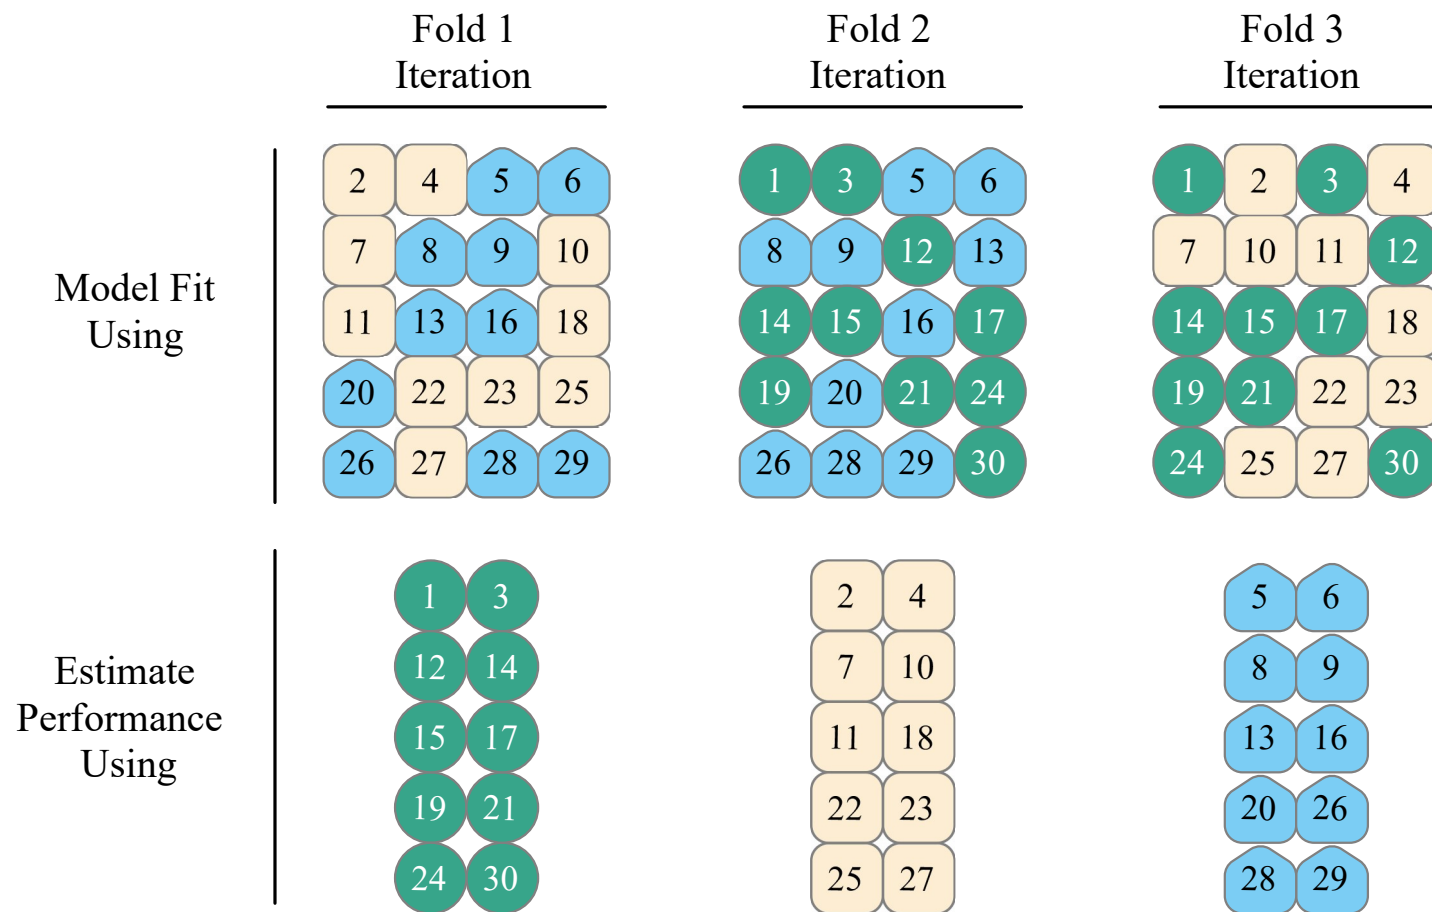 Fold 1
Iteration
Fold 2
Iteration
Fold 3
Iteration
Model Fit
Using
2 4 5 6
7 8 9 10
11 13 16 18
20 22 23 25
26 27 28 29
1 3 5 6
8 9 12 13
14 15 16 17
19 20 21 24
26 28 29 30
1 2 3 4
7 10 11 12
14 15 17 18
19 21 22 23
24 25 27 30
Estimate
Performance
Using
1 3
12 14
15 17
19 21
24 30
2 4
7 10
11 18
22 23
25 27
5 6
8 9
13 16
20 26
28 29